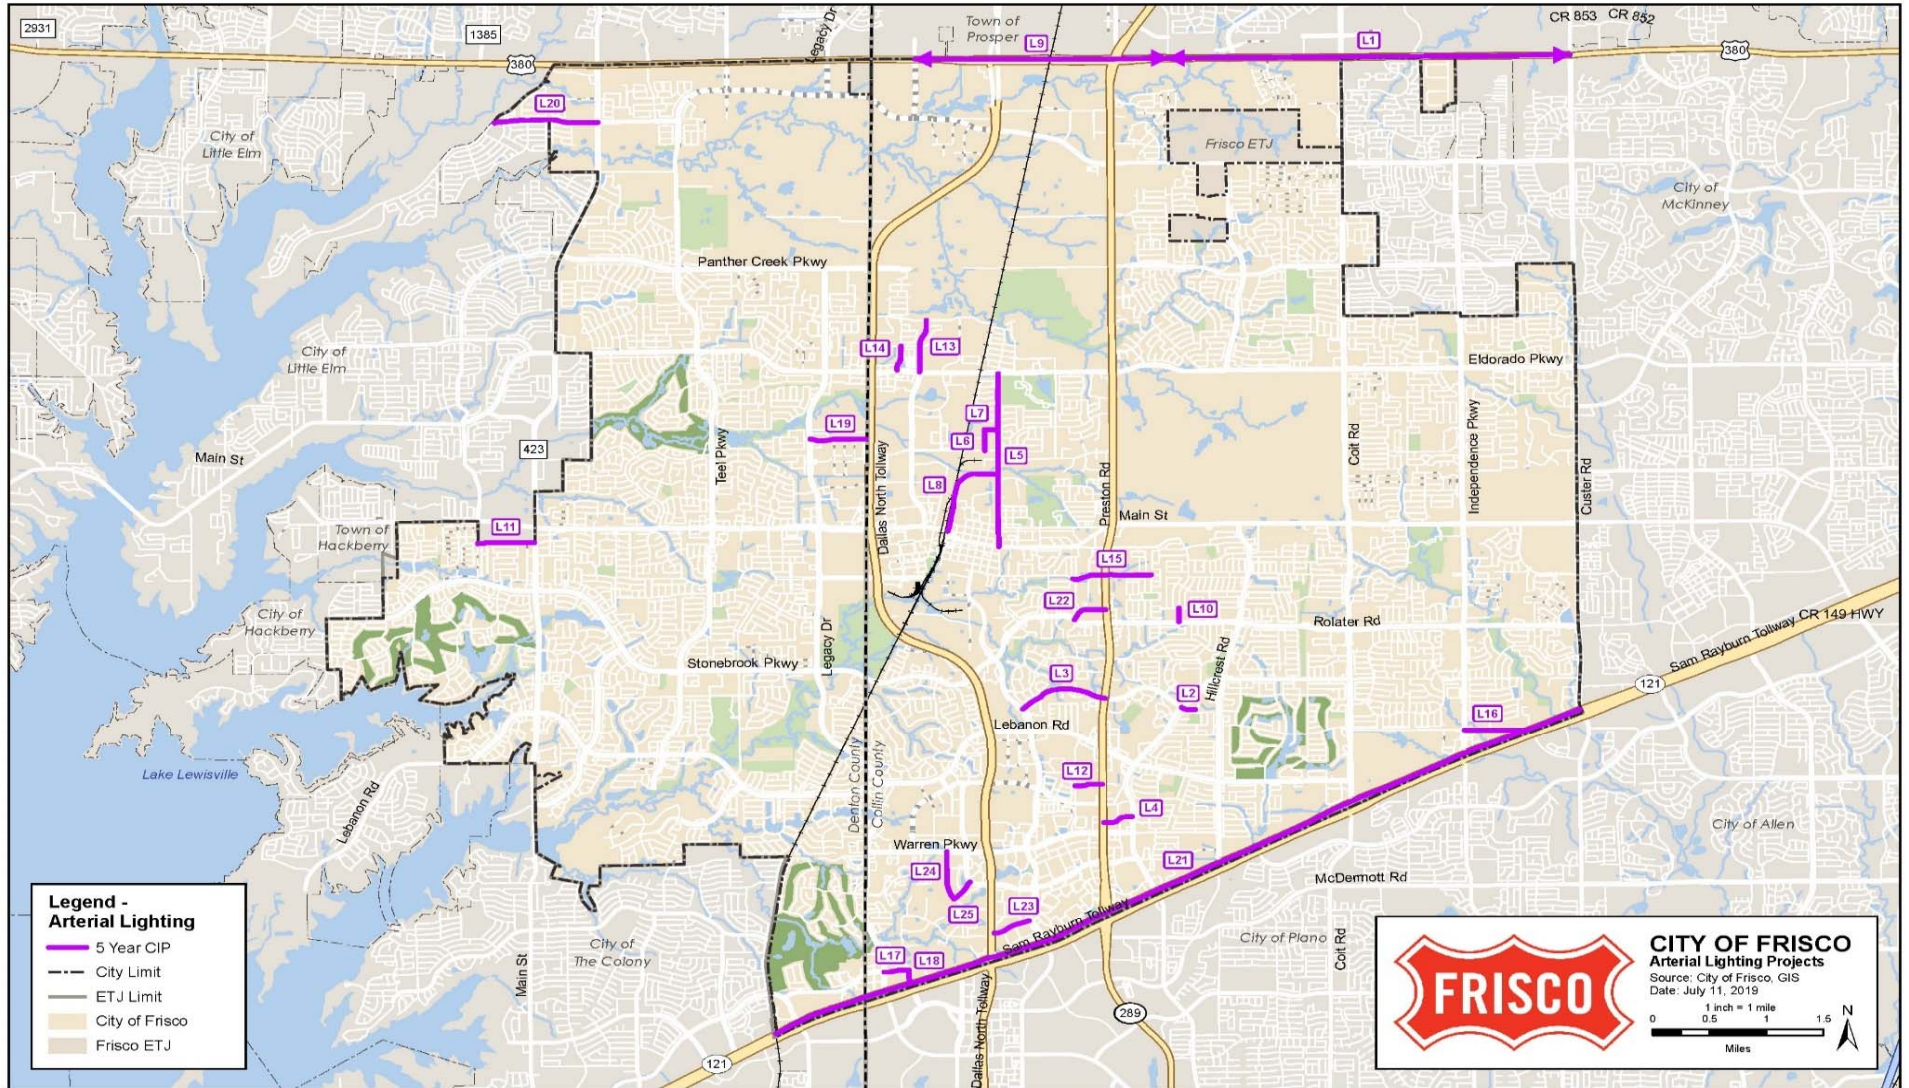 2931
1385
Legacy Dr
Town of
Prosper
CR 853
CR 852
L9
L1
380
380
L20
City of
Little Elm
Frisco ETJ
City of
McKinney
Panther Creek Pkwy
L14
L13
City of
Little Elm
Eldorado Pkwy
L7
L19
L6
L5
423
Main St
Teel Pkwy
Dallas North Tollway
L8
Preston Rd
Coit Rd
Independence Pkwy
Custer Rd
Main St
L11
Town of
Hackberry
L15
L22
L10
City of
Hackberry
Rolater Rd
CR 149 HWY
Sam Rayburn Tollway
Legacy Dr
Stonebrook Pkwy
Hillcrest Rd
L3
L2
121
Lebanon Rd
L16
Lake Lewisville
Denton County
Collin County
L12
Lebanon Rd
L4
City of Allen
Warren Pkwy
L24
L21
McDermott Rd
L25
L23
Sam Rayburn Tollway
City of
The Colony
Main St
City of Plano
Coit Rd
L17
L18
Dallas North Tollway
289
121
Legend -
Arterial Lighting
5 Year CIP
City Limit
ETJ Limit
City of Frisco
Frisco ETJ
FRISCO
CITY OF FRISCO
Arterial Lighting Projects
Source: City of Frisco, GIS
Date: July 11, 2019
1 inch = 1 mile
0 0.5 1 1.5
Miles
N